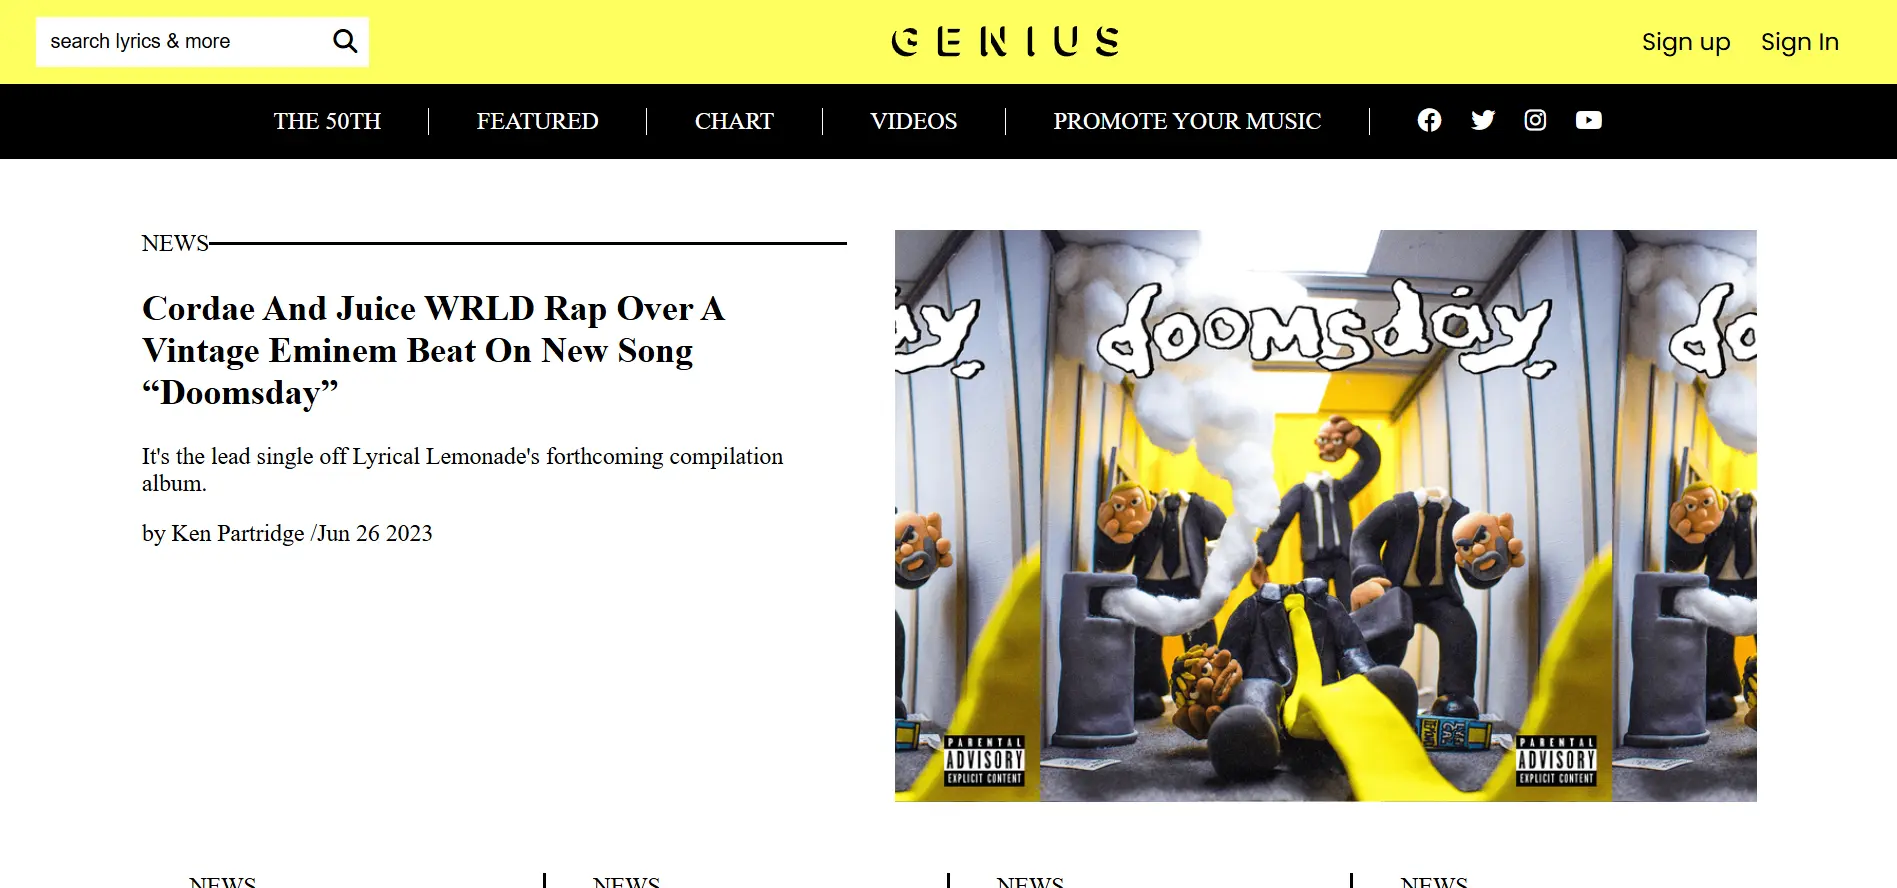 search lyrics & more
GENIUS
Sign up
Sign In
THE 50TH
FEATURED
CHART
VIDEOS
PROMOTE YOUR MUSIC
NEWS
Cordae And Juice WRLD Rap Over A
Vintage Eminem Beat On New Song
“Doomsday”
It's the lead single off Lyrical Lemonade's forthcoming compilation
album.
by Ken Partridge /Jun 26 2023
ay
doomsday
do
PARENTAL
ADVISORY
EXPLICIT CONTENT
PARENTAL
ADVISORY
EXPLICIT CONTENT
NEWS
NEWS
NEWS
NEWS